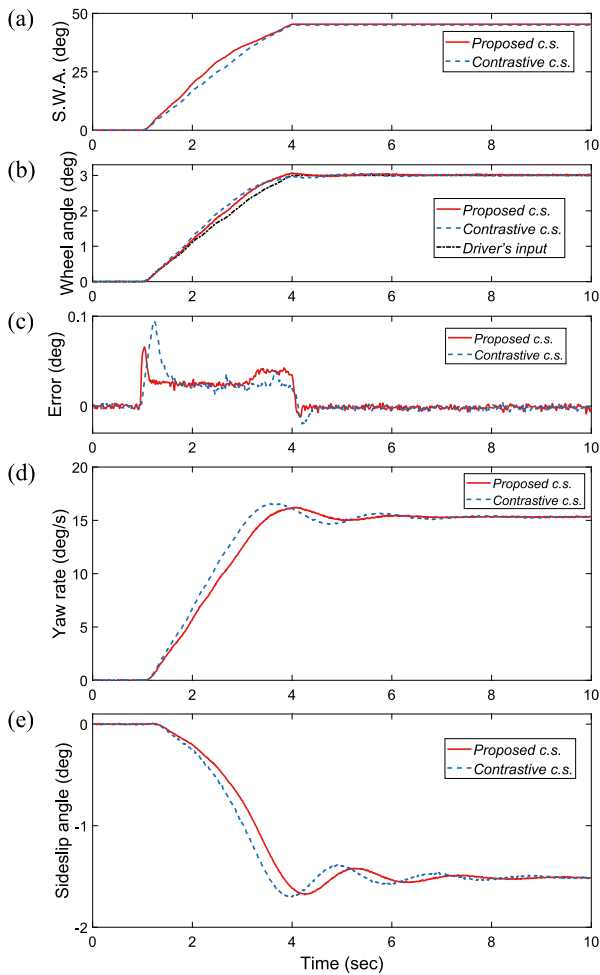 (a)
S.W.A. (deg)
50
25
0
Proposed c.s.
Contrastive c.s.
0 2 4 6 8 10
(b)
Wheel angle (deg)
3
2
1
0
Proposed c.s.
Contrastive c.s.
Driver's input
0 2 4 6 8 10
(c)
Error (deg)
0.1
0
Proposed c.s.
Contrastive c.s.
0 2 4 6 8 10
(d)
Yaw rate (deg/s)
20
15
10
5
0
Proposed c.s.
Contrastive c.s.
0 2 4 6 8 10
(e)
Sideslip angle (deg)
0
-1
-2
Proposed c.s.
Contrastive c.s.
0 2 4 6 8 10
Time (sec)